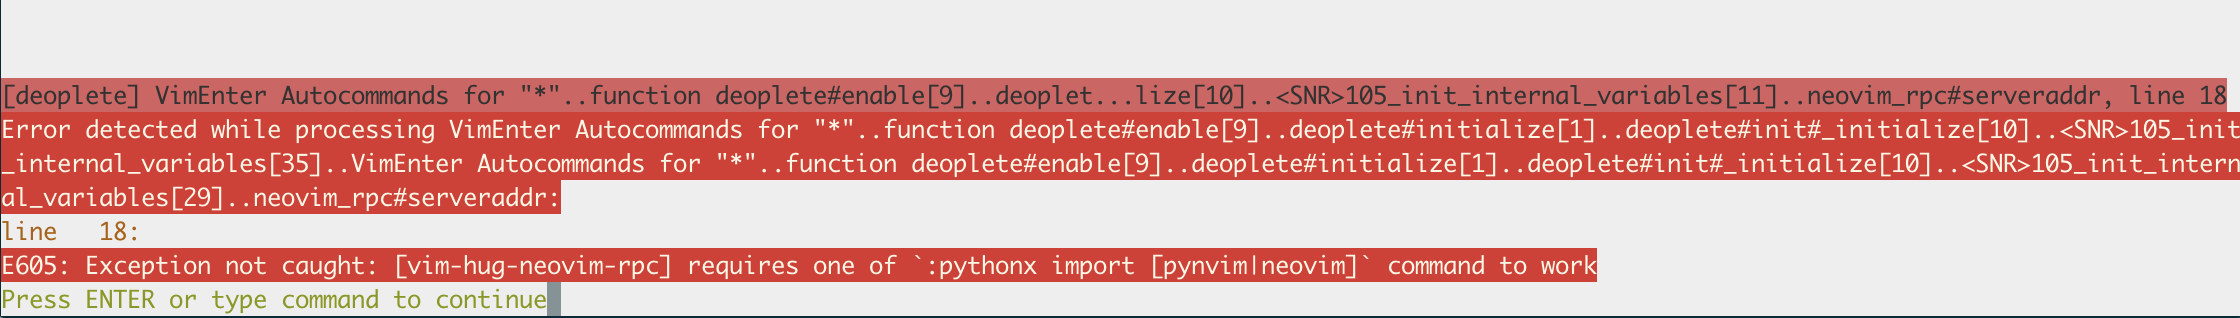 [deoplete] VimEnter Autocommands for "*"..function deoplete#enable[9]..deoplet...lize[10]..<SNR>105_init_internal_variables[11]..neovim_rpc#serveraddr, line 18
Error detected while processing VimEnter Autocommands for "*"..function deoplete#enable[9]..deoplete#initialize[1]..deoplete#init#_initialize[10]..<SNR>105_init
_internal_variables[35]..VimEnter Autocommands for "*"..function deoplete#enable[9]..deoplete#initialize[1]..deoplete#init#_initialize[10]..<SNR>105_init_intern
al_variables[29]..neovim_rpc#serveraddr:
line   18:
E605: Exception not caught: [vim-hug-neovim-rpc] requires one of `:pythonx import [pynvim|neovim]` command to work
Press ENTER or type command to continue